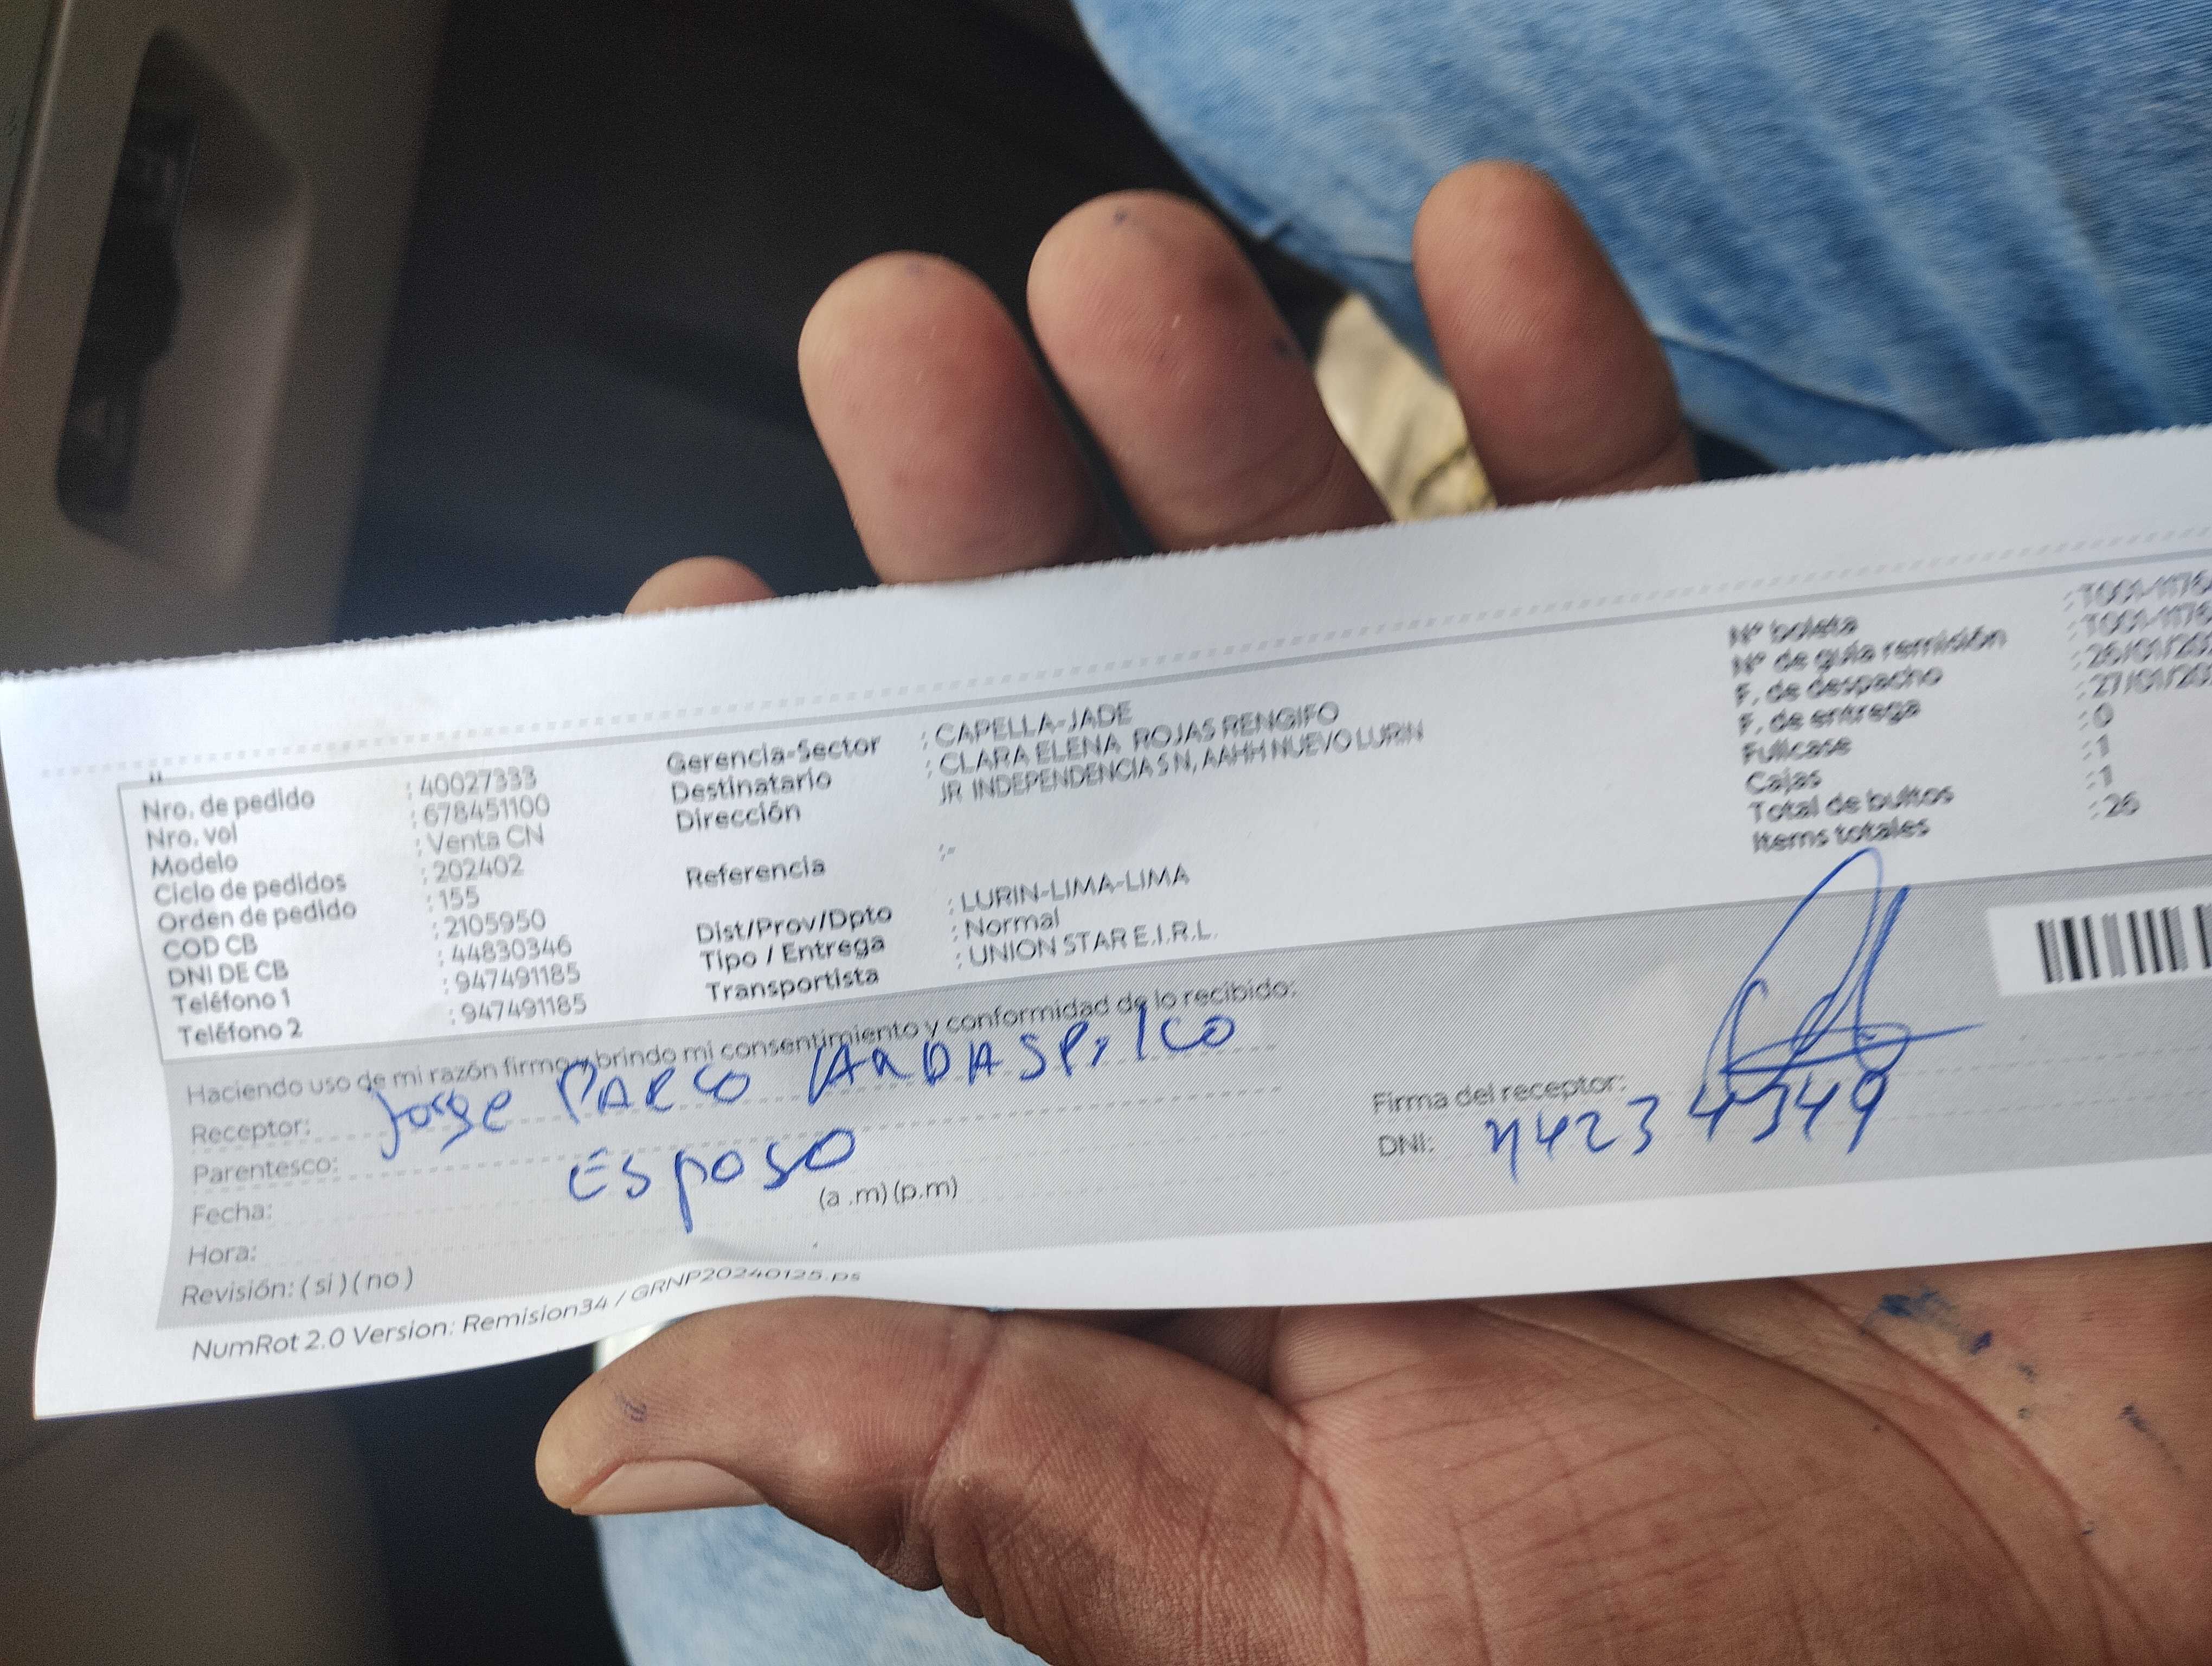 Nro. de pedido : 40027333
Nro. vol : 678451100
Modelo : Venta CN
Ciclo de pedidos : 202402
Orden de pedido : 155
COD CB : 2105950
DNI DE CB : 44830346
Teléfono 1 : 947491185
Teléfono 2 : 947491185
Gerencia-Sector : CAPELLA-JADE
Destinatario : CLARA ELENA ROJAS RENGIFO
Dirección JR INDEPENDENCIA S N, AAHH NUEVO LURIN
Referencia :-
Dist/Prov/Dpto : LURIN-LIMA-LIMA
Tipo / Entrega : Normal
Transportista : UNION STAR E.I.R.L.
Nº boleta
Nº de guía remisión
F. de despacho
F. de entrega
Fullcase : 0
Cajas : 1
Total de bultos : 1
Items totales : 26
Haciendo uso de mi razón firmo y brindo mi consentimiento y conformidad de lo recibido:
Receptor: Jorge PARCO
Parentesco: Esposo
Fecha:
Hora: (a .m) (p.m)
Revisión: ( si ) ( no )
Firma del receptor:
DNI:
NumRot 2.0 Version: Remision34 / GRNP20240125.ps